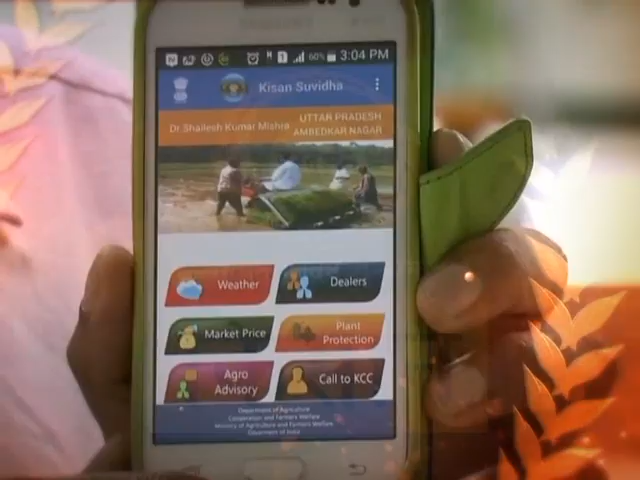 60% 3:04 PM
Kisan Suvidha
Dr.Shailesh Kumar Mishra
UTTAR PRADESH
AMBEDKAR NAGAR
Weather
Dealers
Market Price
Plant
Protection
Agro
Advisory
Call to KCC
Department of Agriculture
Cooperation and Farmers Welfare
Ministry of Agriculture and Farmers Welfare
Government of India